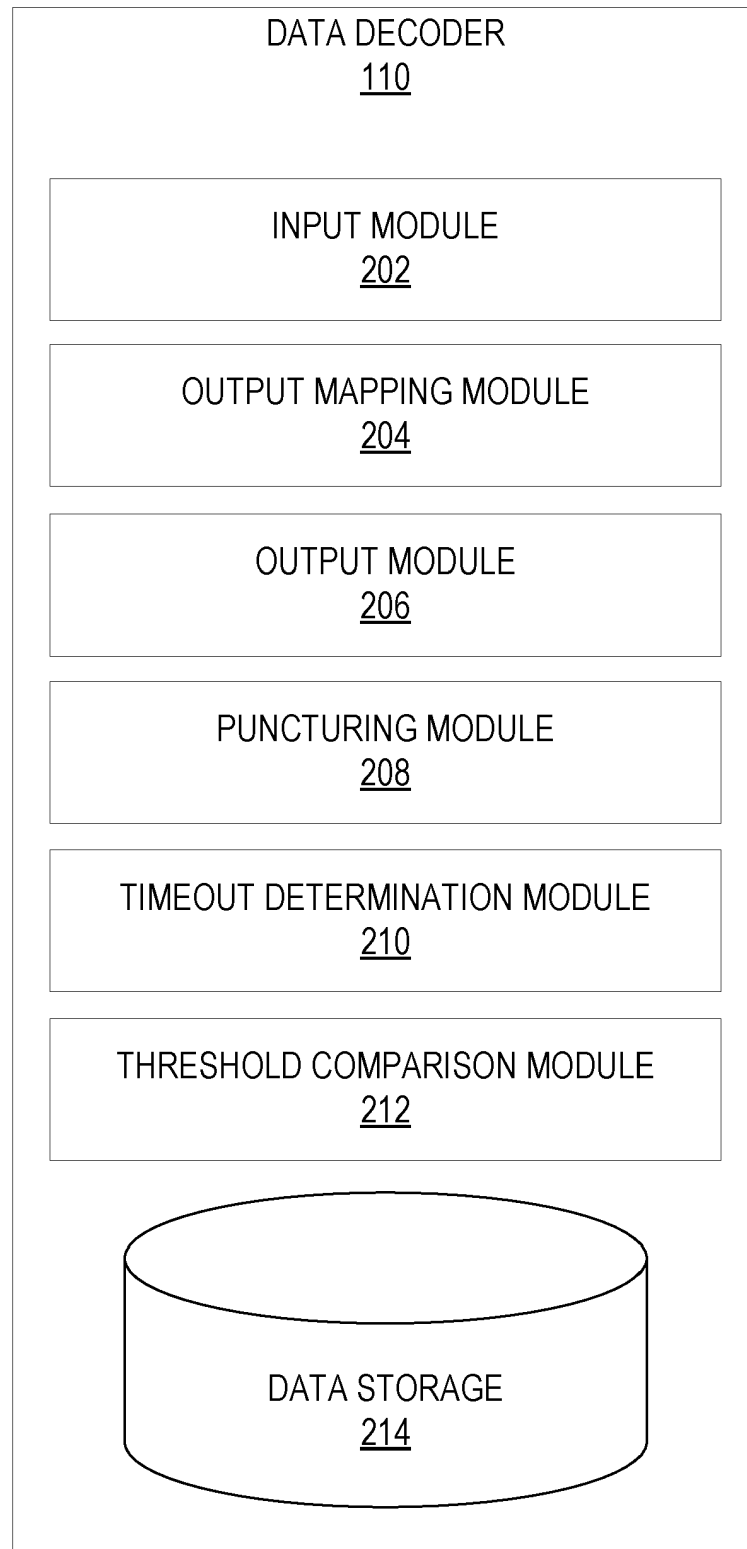 DATA DECODER
110
INPUT MODULE
202
OUTPUT MAPPING MODULE
204
OUTPUT MODULE
206
PUNCTURING MODULE
208
TIMEOUT DETERMINATION MODULE
210
THRESHOLD COMPARISON MODULE
212
DATA STORAGE
214